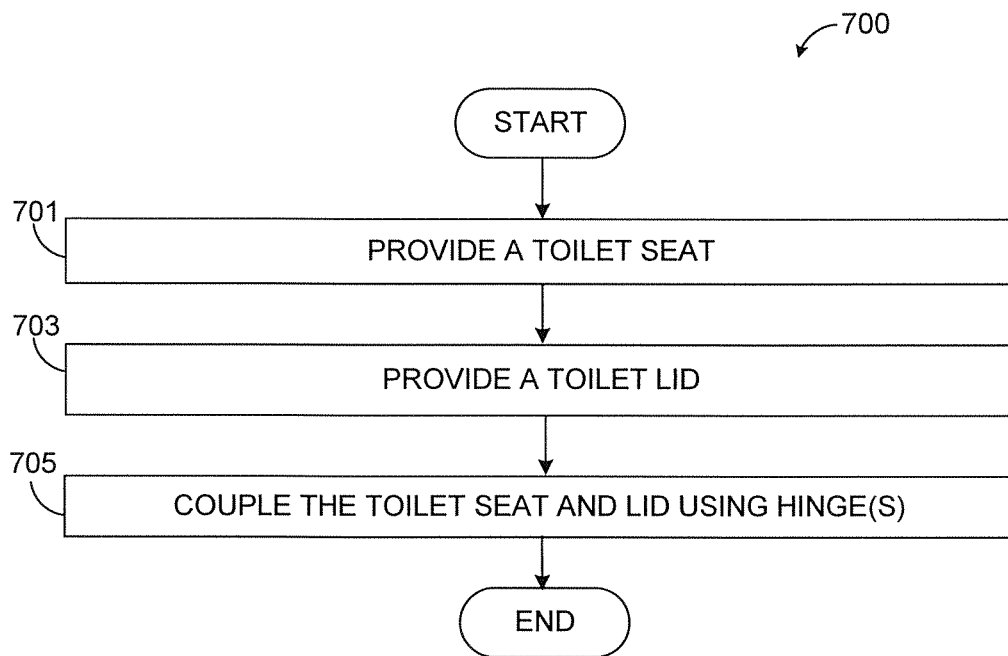 700
START
701
PROVIDE A TOILET SEAT
703
PROVIDE A TOILET LID
705
COUPLE THE TOILET SEAT AND LID USING HINGE(S)
END